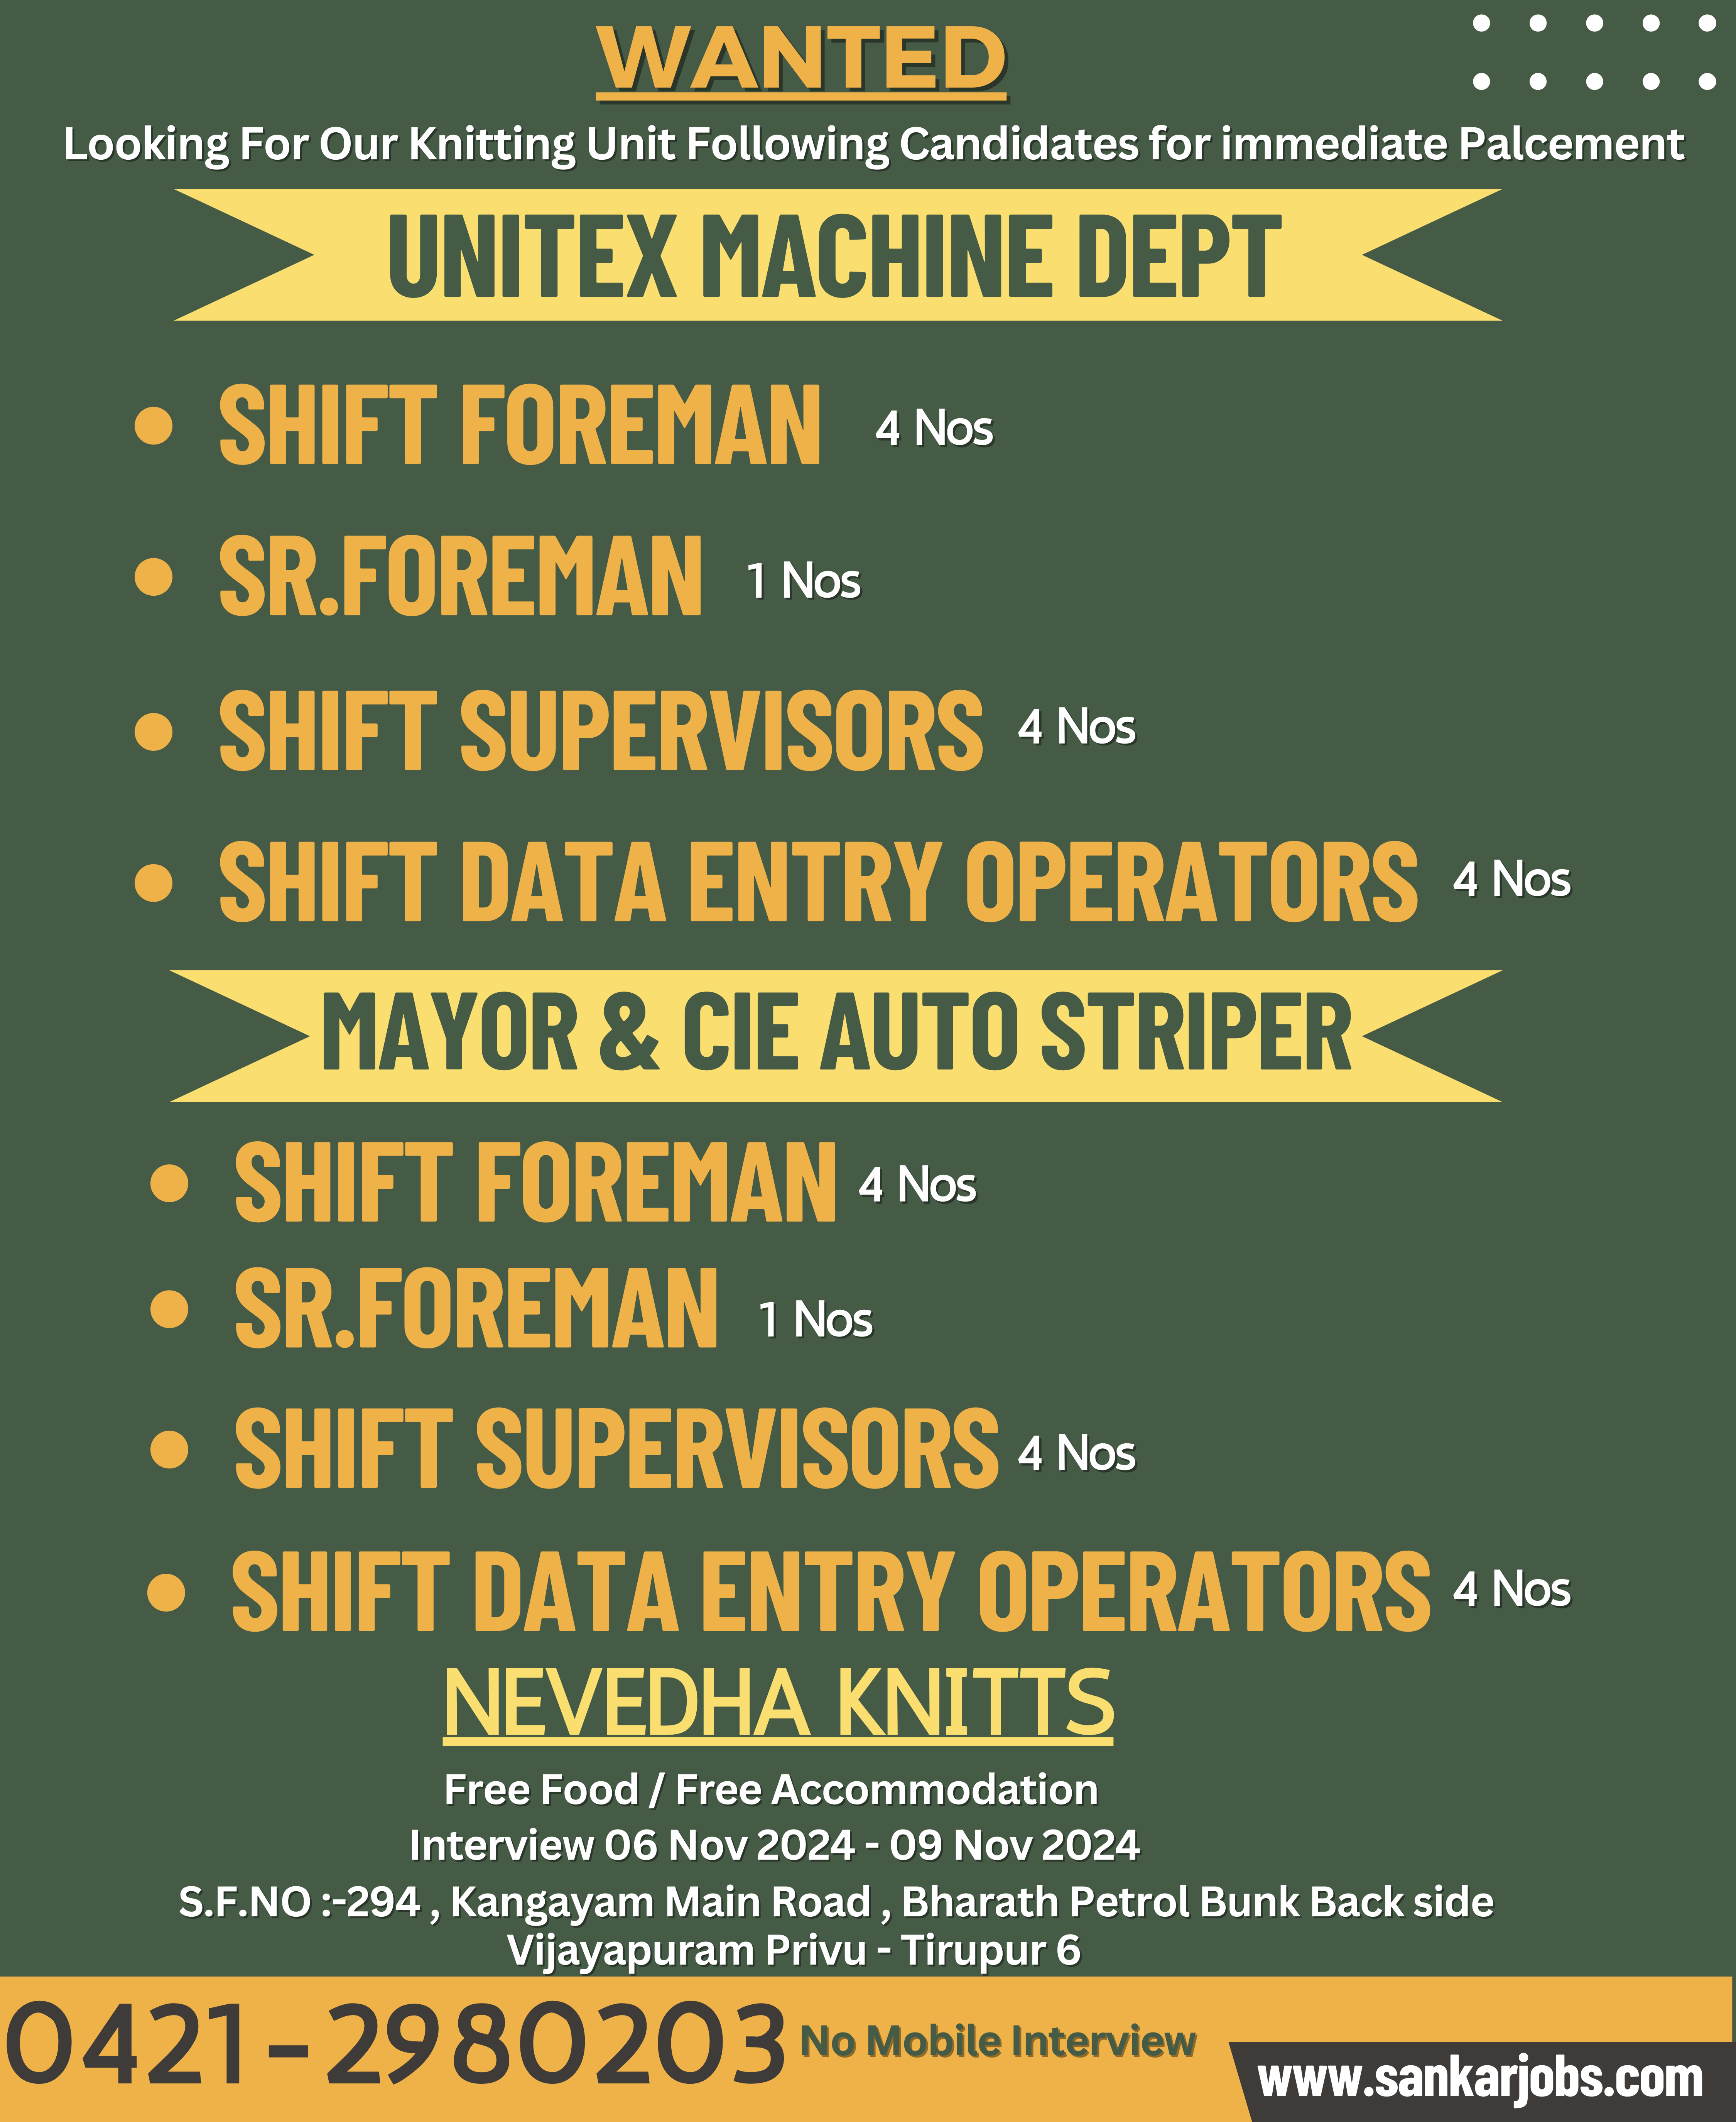 WANTED
Looking For Our Knitting Unit Following Candidates for immediate Palcement
UNITEX MACHINE DEPT
SHIFT FOREMAN 4 Nos
SR.FOREMAN 1 Nos
SHIFT SUPERVISORS 4 Nos
SHIFT DATA ENTRY OPERATORS 4 Nos
MAYOR & CIE AUTO STRIPER
SHIFT FOREMAN 4 Nos
SR.FOREMAN 1 Nos
SHIFT SUPERVISORS 4 Nos
SHIFT DATA ENTRY OPERATORS 4 Nos
NEVEDHA KNITTS
Free Food / Free Accommodation
Interview 06 Nov 2024 - 09 Nov 2024
S.F.NO :-294 , Kangayam Main Road , Bharath Petrol Bunk Back side
Vijayapuram Privu - Tirupur 6
0421-2980203 No Mobile Interview
www.sankarjobs.com